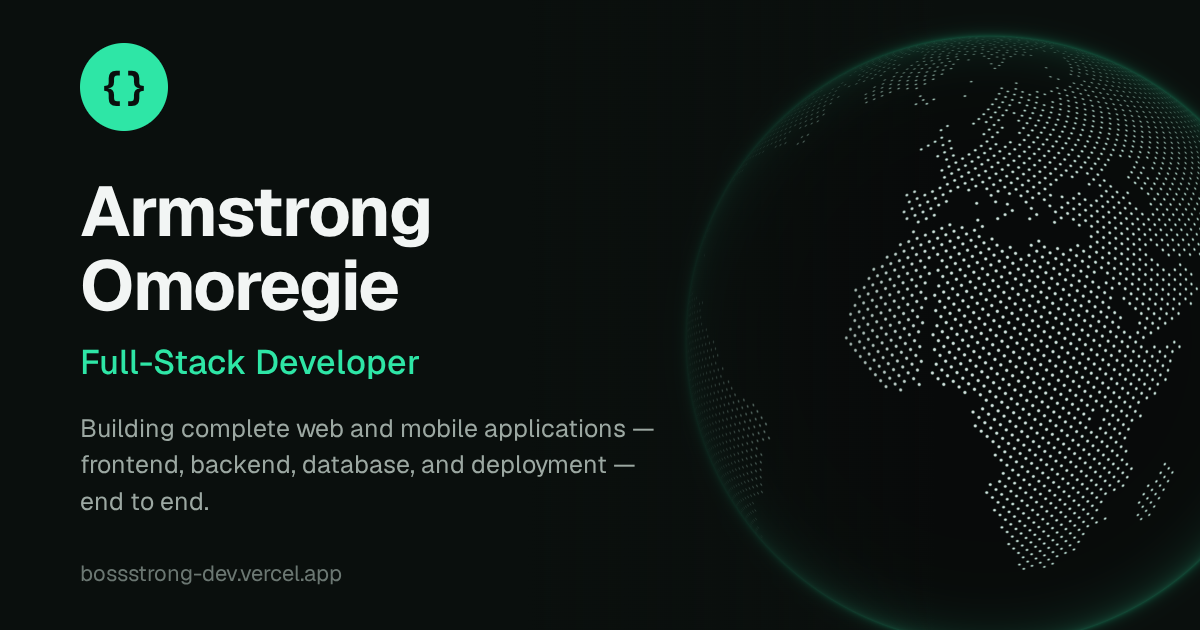 {}
Armstrong
Omoregie
Full-Stack Developer
Building complete web and mobile applications —
frontend, backend, database, and deployment —
end to end.
bossstrong-dev.vercel.app